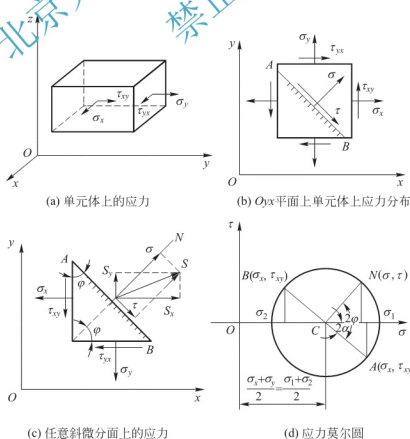 北京
禁止
z
τxy
σx
τyx
σy
O
y
x
(a) 单元体上的应力
y
σy
τyx
A
σ
τxy
σx
τ
B
O
x
(b) Oyx平面上单元体上应力分布
y
A
φ
σ
N
Sy
S
σx
τxy
τ
Sx
φ
B
τyx
σy
O
x
(c) 任意斜微分面上的应力
τ
B(σx, τxy)
N(σ, τ)
σ2
2φ
σ1
O
C
2α
σ
A(σx, τxy
σx+σy/2=σ1+σ2/2
(d) 应力莫尔圆